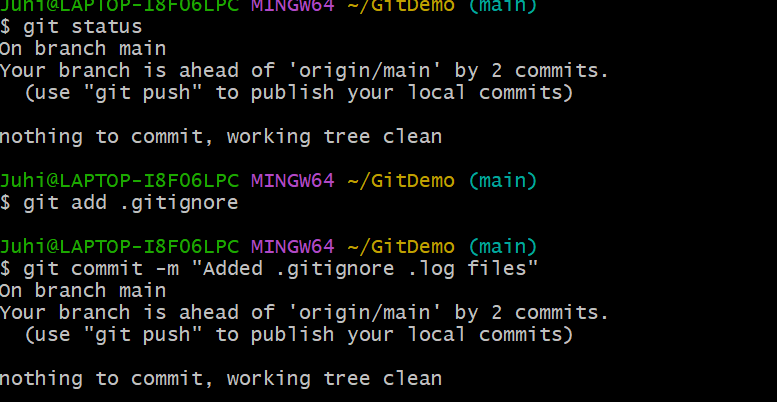 Juhi@LAPTOP-I8FO6LPC MINGW64 ~/GitDemo (main)
$ git status
On branch main
Your branch is ahead of 'origin/main' by 2 commits.
  (use "git push" to publish your local commits)

nothing to commit, working tree clean

Juhi@LAPTOP-I8FO6LPC MINGW64 ~/GitDemo (main)
$ git add .gitignore

Juhi@LAPTOP-I8FO6LPC MINGW64 ~/GitDemo (main)
$ git commit -m "Added .gitignore .log files"
On branch main
Your branch is ahead of 'origin/main' by 2 commits.
  (use "git push" to publish your local commits)

nothing to commit, working tree clean